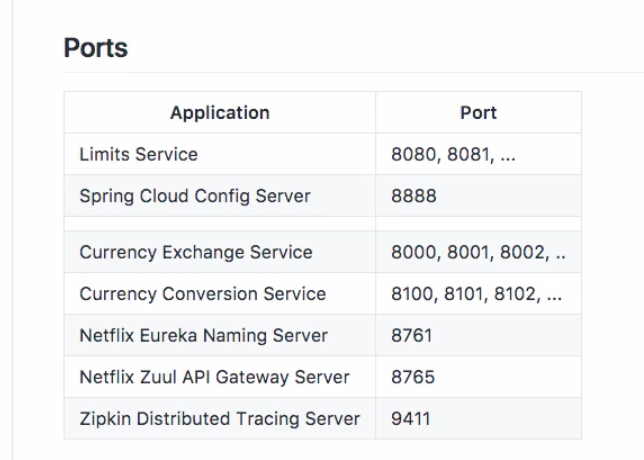 Ports
Application Port
Limits Service 8080, 8081, ...
Spring Cloud Config Server 8888
Currency Exchange Service 8000, 8001, 8002, ..
Currency Conversion Service 8100, 8101, 8102, ...
Netflix Eureka Naming Server 8761
Netflix Zuul API Gateway Server 8765
Zipkin Distributed Tracing Server 9411